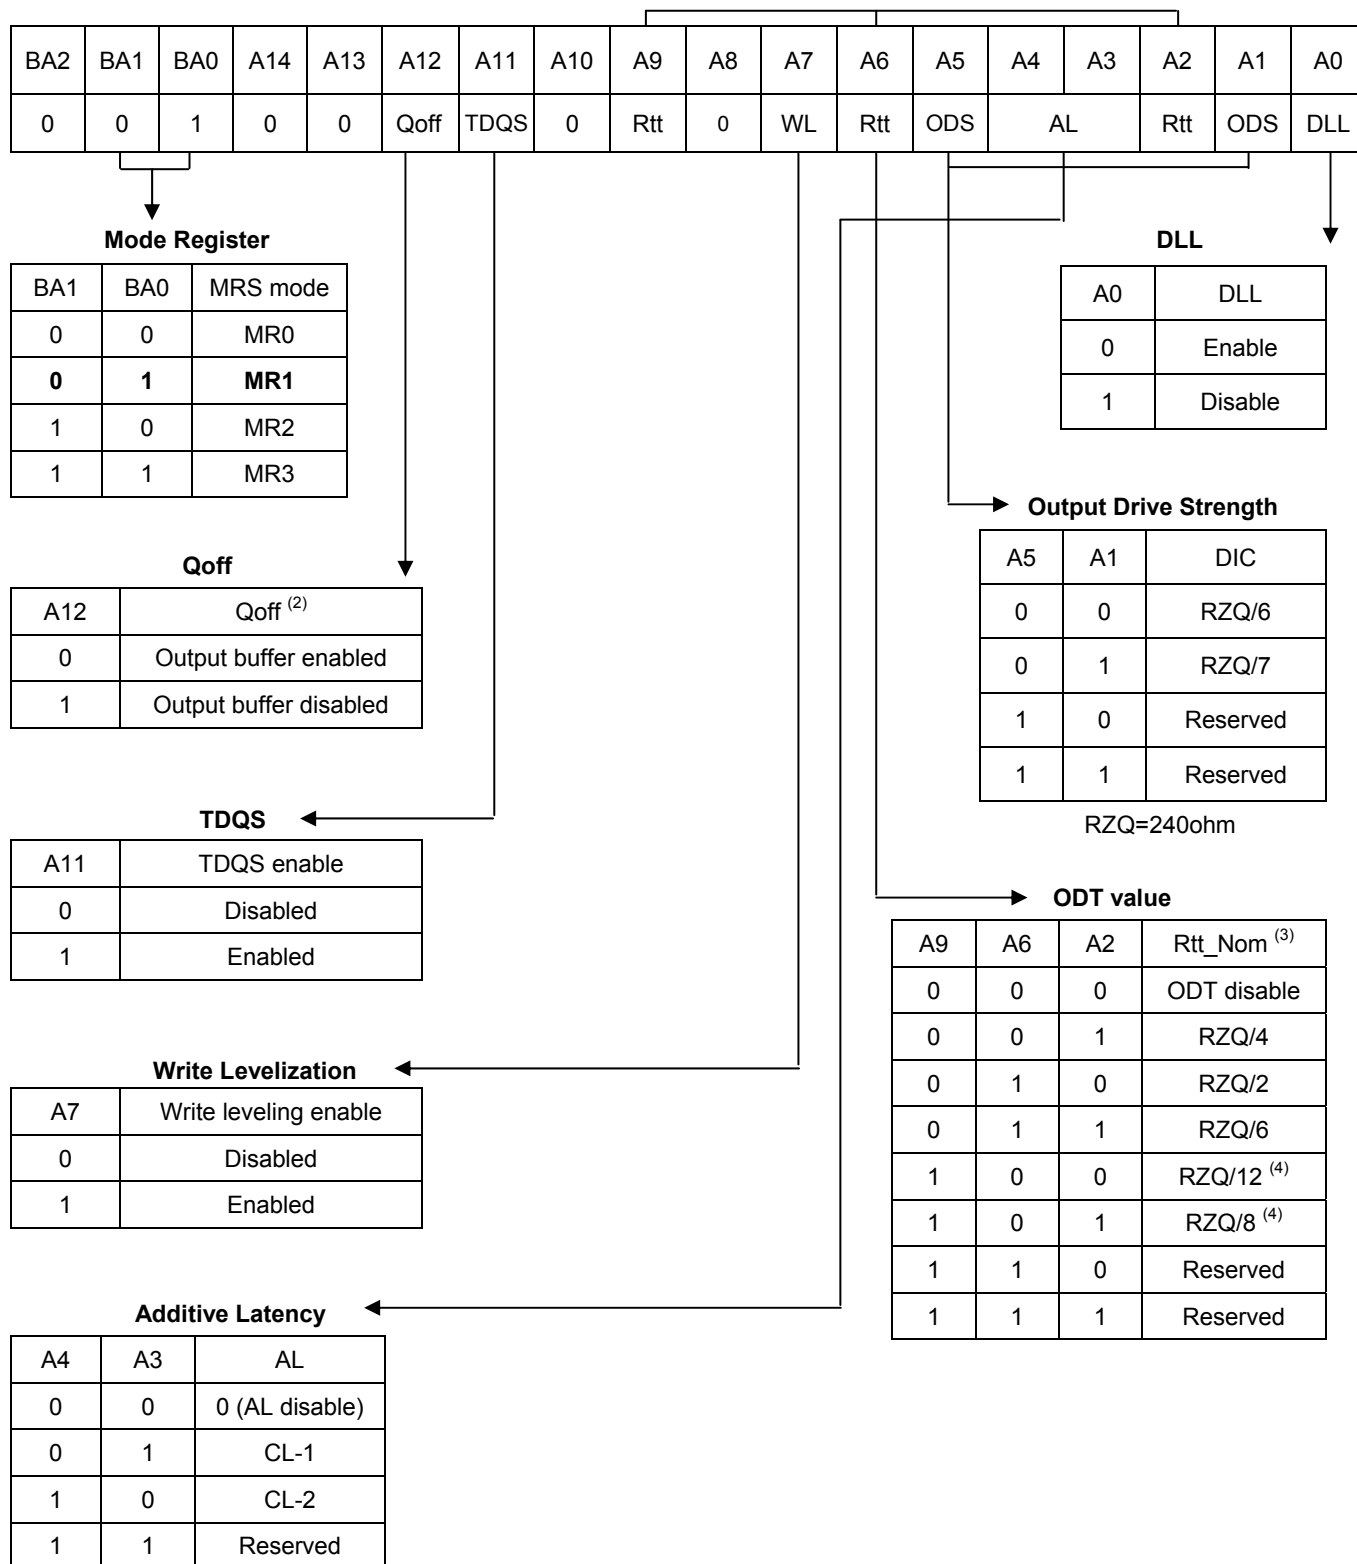 BA2 BA1 BA0 A14 A13 A12 A11 A10 A9 A8 A7 A6 A5 A4 A3 A2 A1 A0
0 0 1 0 0 Qoff TDQS 0 Rtt 0 WL Rtt ODS AL Rtt ODS DLL
Mode Register
BA1 BA0 MRS mode
0 0 MR0
0 1 MR1
1 0 MR2
1 1 MR3
DLL
A0 DLL
0 Enable
1 Disable
Output Drive Strength
A5 A1 DIC
0 0 RZQ/6
0 1 RZQ/7
1 0 Reserved
1 1 Reserved
RZQ=240ohm
Qoff
A12 Qoff (2)
0 Output buffer enabled
1 Output buffer disabled
TDQS
A11 TDQS enable
0 Disabled
1 Enabled
ODT value
A9 A6 A2 Rtt_Nom (3)
0 0 0 ODT disable
0 0 1 RZQ/4
0 1 0 RZQ/2
0 1 1 RZQ/6
1 0 0 RZQ/12 (4)
1 0 1 RZQ/8 (4)
1 1 0 Reserved
1 1 1 Reserved
Write Levelization
A7 Write leveling enable
0 Disabled
1 Enabled
Additive Latency
A4 A3 AL
0 0 0 (AL disable)
0 1 CL-1
1 0 CL-2
1 1 Reserved